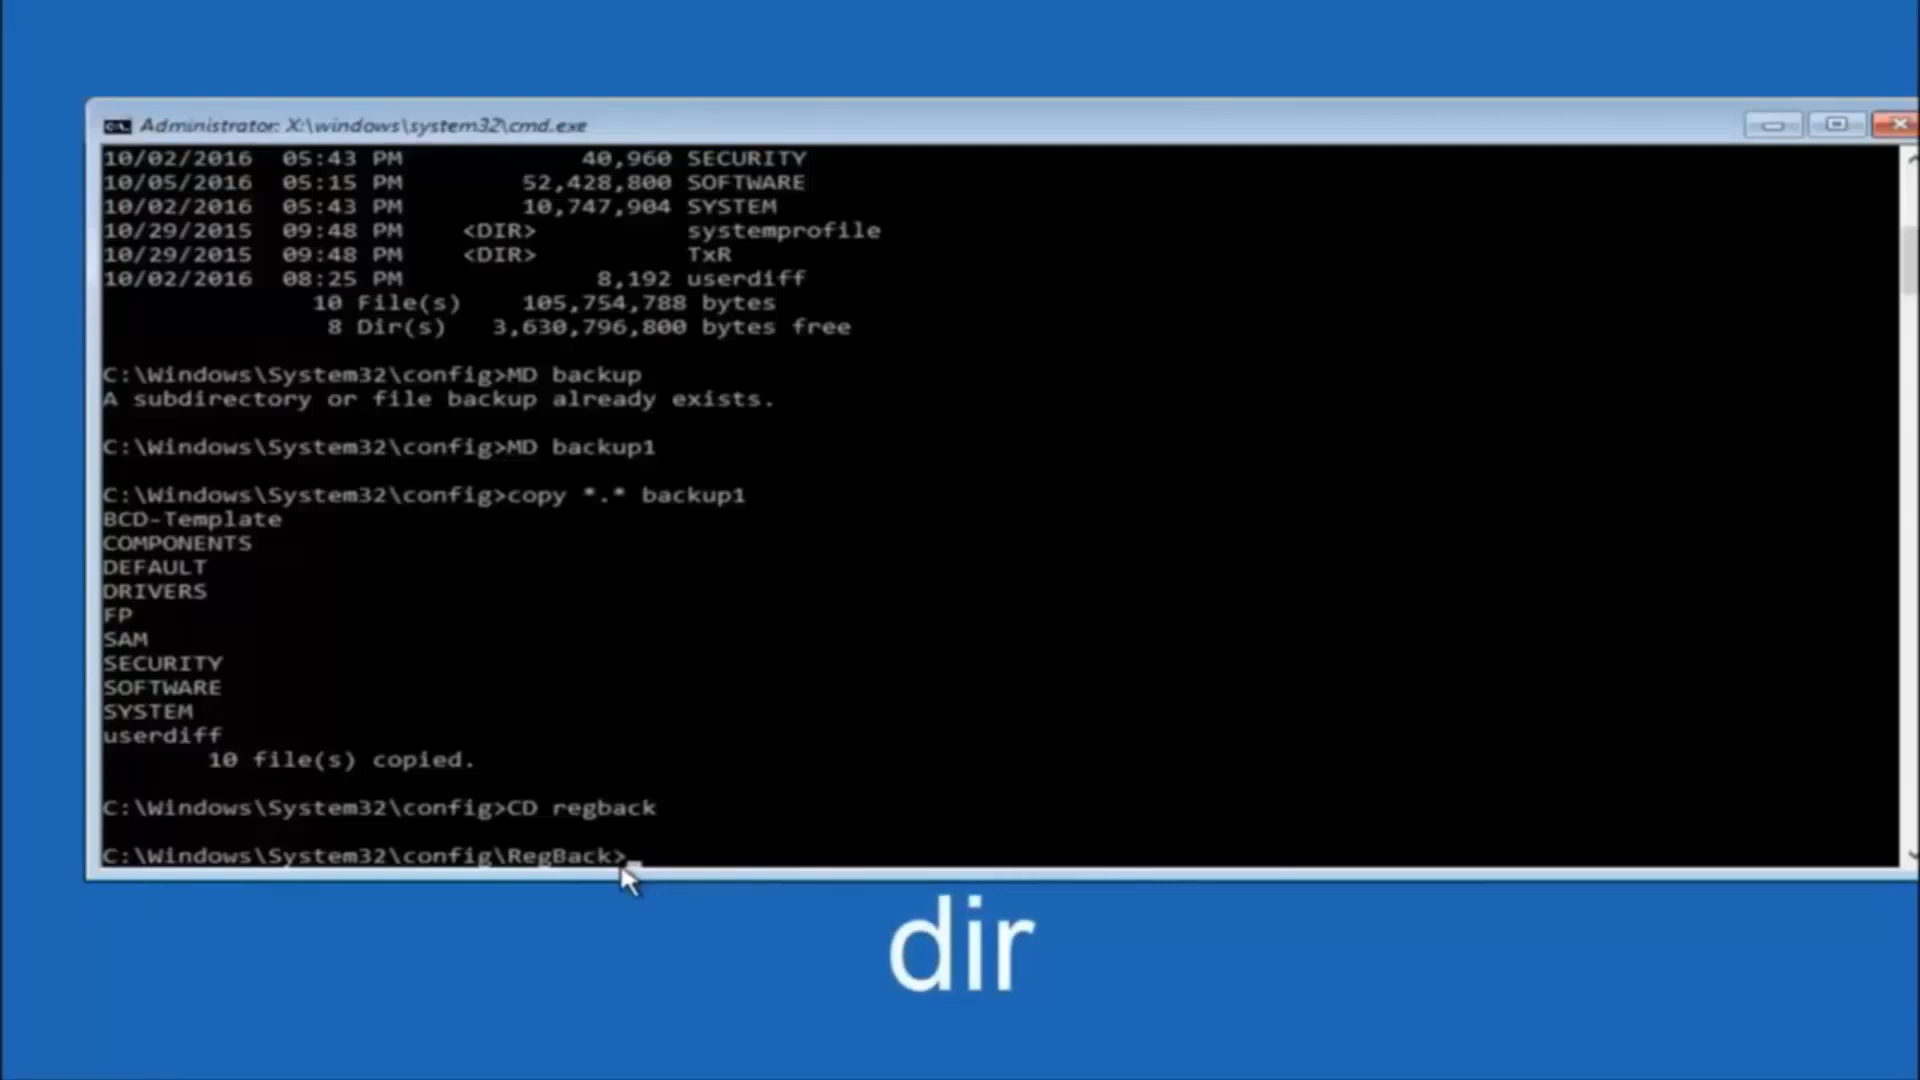 Administrator: X:\windows\system32\cmd.exe
10/02/2016  05:43 PM            40,960 SECURITY
10/05/2016  05:15 PM        52,428,800 SOFTWARE
10/02/2016  05:43 PM        10,747,904 SYSTEM
10/29/2015  09:48 PM    <DIR>          systemprofile
10/29/2015  09:48 PM    <DIR>          TxR
10/02/2016  08:25 PM             8,192 userdiff
              10 File(s)    105,754,788 bytes
               8 Dir(s)   3,630,796,800 bytes free
C:\Windows\System32\config>MD backup
A subdirectory or file backup already exists.
C:\Windows\System32\config>MD backup1
C:\Windows\System32\config>copy *.* backup1
BCD-Template
COMPONENTS
DEFAULT
DRIVERS
FP
SAM
SECURITY
SOFTWARE
SYSTEM
userdiff
       10 file(s) copied.
C:\Windows\System32\config>CD regback
C:\Windows\System32\config\RegBack>
dir